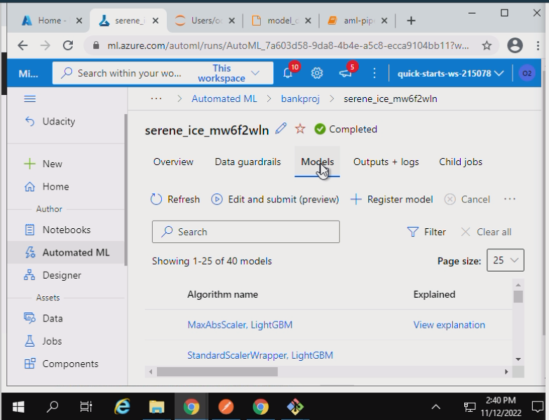 Home -
Users/o
model_c
aml-pip
ml.azure.com/automl/runs/AutoML_7a603d58-9da8-4b4e-a5c8-ecca9104bb11?w...
Mi...
Search within your wo...
This workspace
10
5
quick-starts-ws-215078
O2
Automated ML > bankproj > serene_ice_mw6f2wln
Udacity
serene_ice_mw6f2wln
Completed
New
Home
Author
Notebooks
Automated ML
Designer
Assets
Data
Jobs
Components
Overview Data guardrails Models Outputs + logs Child jobs
Refresh Edit and submit (preview) Register model Cancel
Search
Filter Clear all
Showing 1-25 of 40 models
Page size: 25
Algorithm name Explained
MaxAbsScaler, LightGBM View explanation
StandardScalerWrapper, LightGBM
2:40 PM
11/12/2022